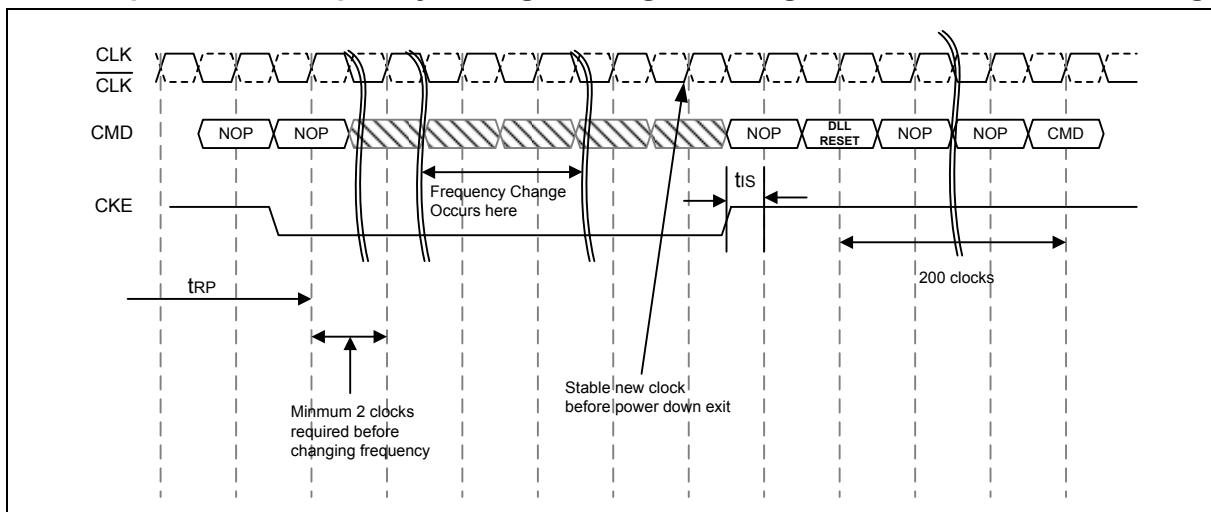 CLK
CLK
CMD
NOP
NOP
NOP
DLL
RESET
NOP
NOP
CMD
Frequency Change
Occurs here
tIS
CKE
200 clocks
tRP
Stable new clock
before power down exit
Minmum 2 clocks
required before
changing frequency